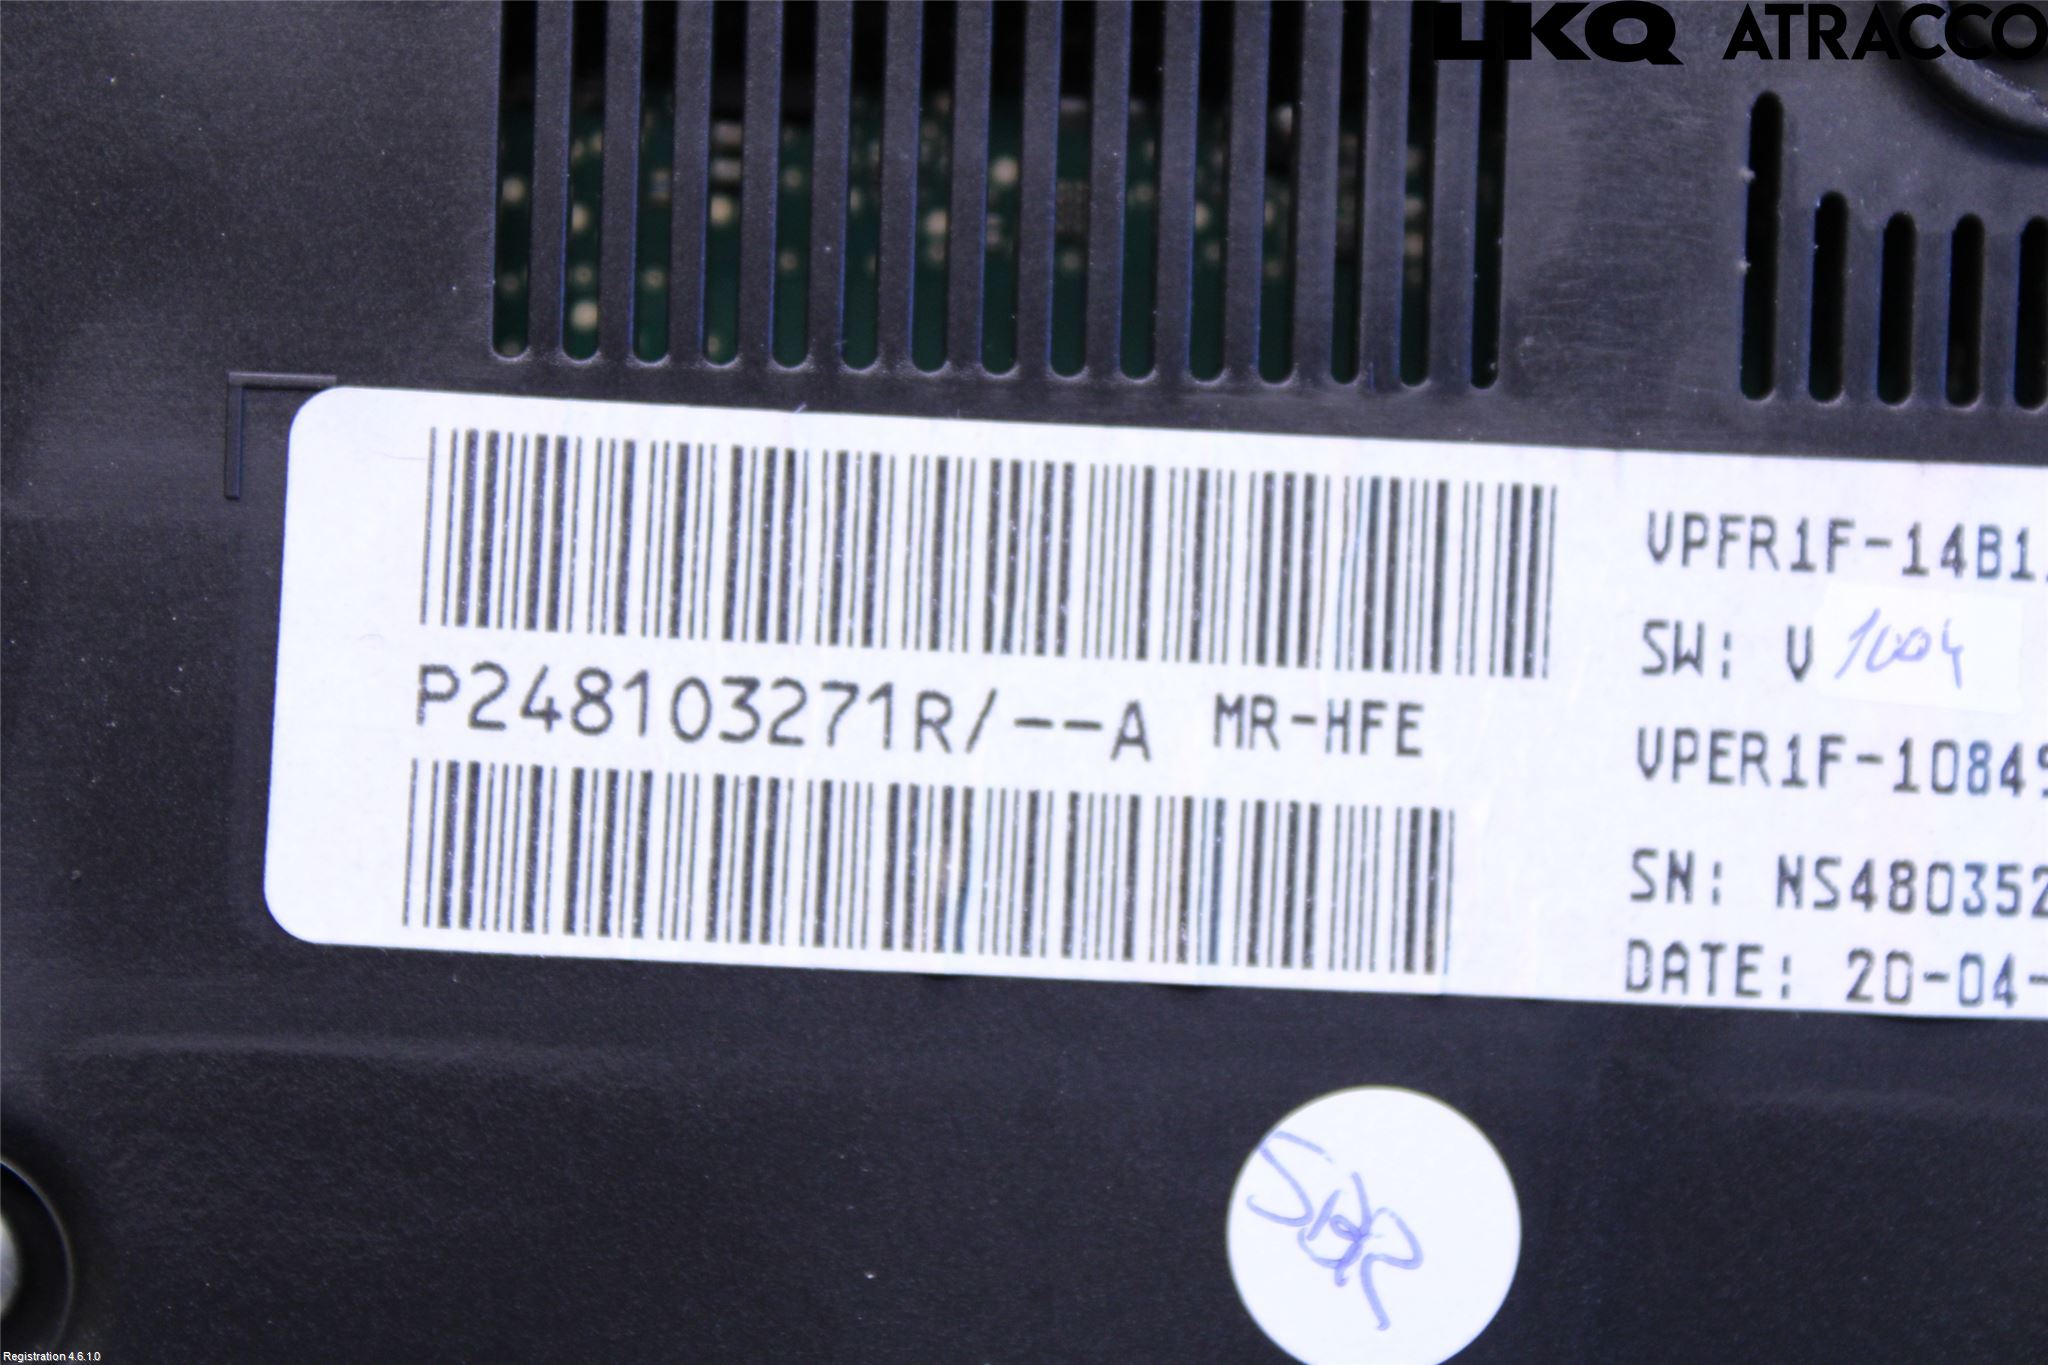 LKQ ATRACCO
VPFR1F-14B1
SW: V 1004
P248103271R/--A MR-HFE
VPER1F-10849
SN: NS480352
DATE: 20-04-
Registration 4.6.1.0